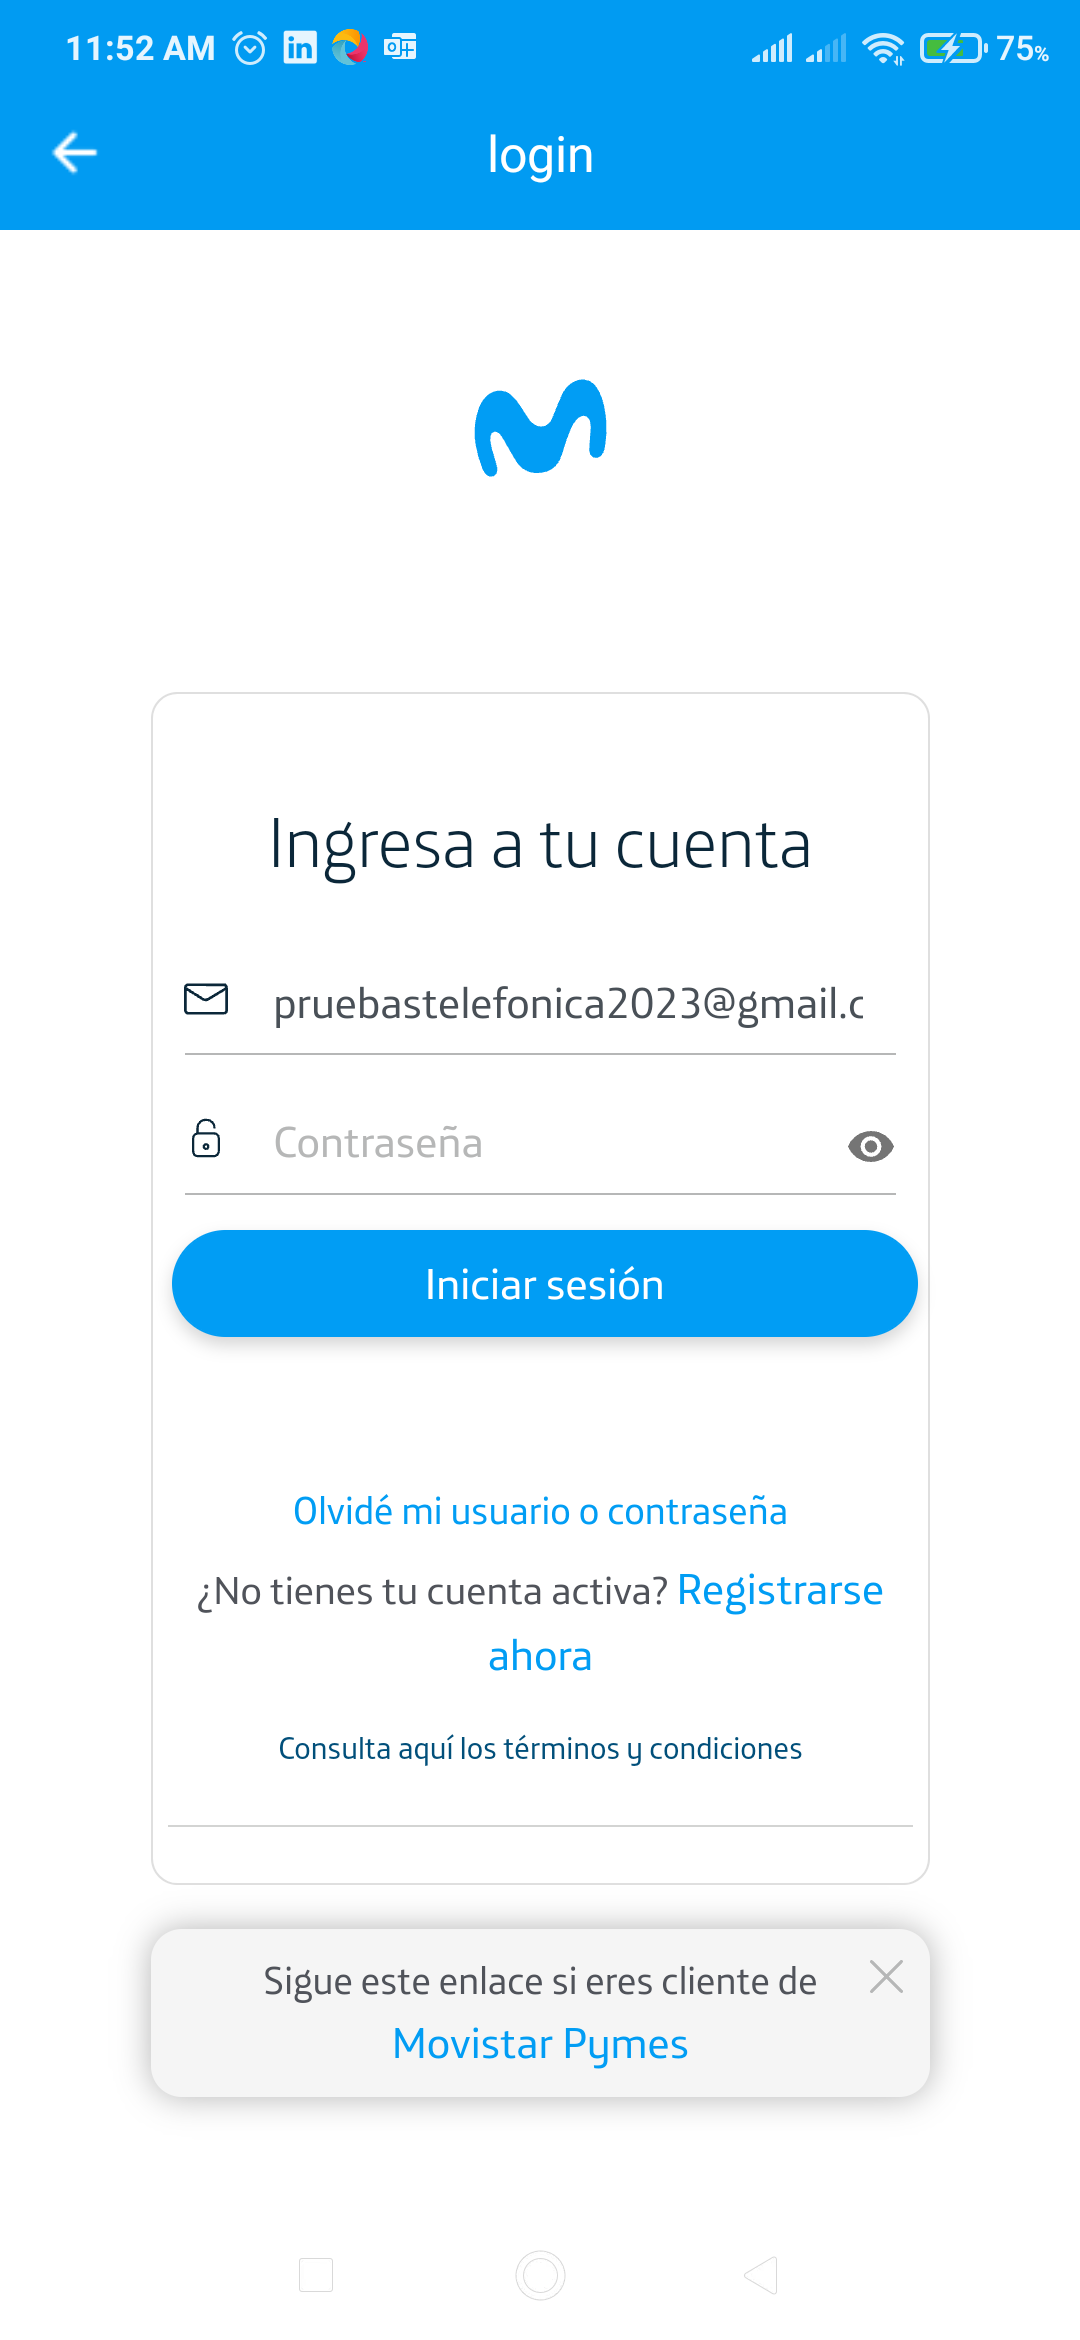 11:52 AM 75%
login
Ingresa a tu cuenta
pruebastelefonica2023@gmail.c
Contraseña
Iniciar sesión
Olvidé mi usuario o contraseña
¿No tienes tu cuenta activa? Registrarse
ahora
Consulta aquí los términos y condiciones
Sigue este enlace si eres cliente de
Movistar Pymes